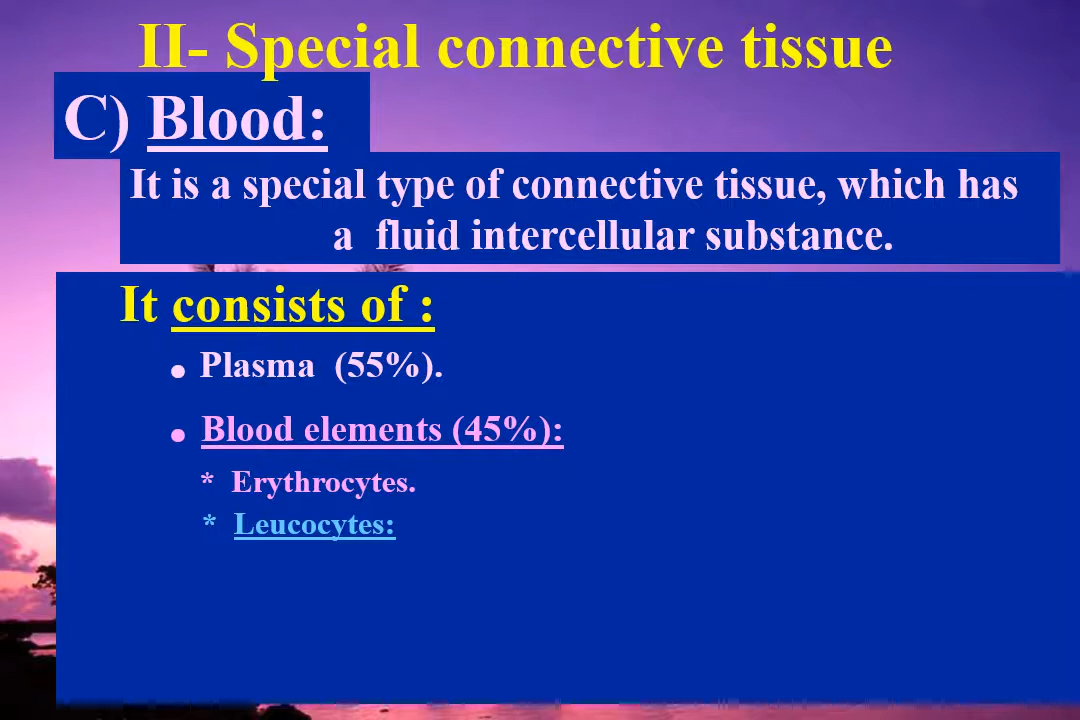 II- Special connective tissue
C) Blood:
It is a special type of connective tissue, which has
a fluid intercellular substance.
It consists of :
• Plasma (55%).
• Blood elements (45%):
* Erythrocytes.
* Leucocytes: